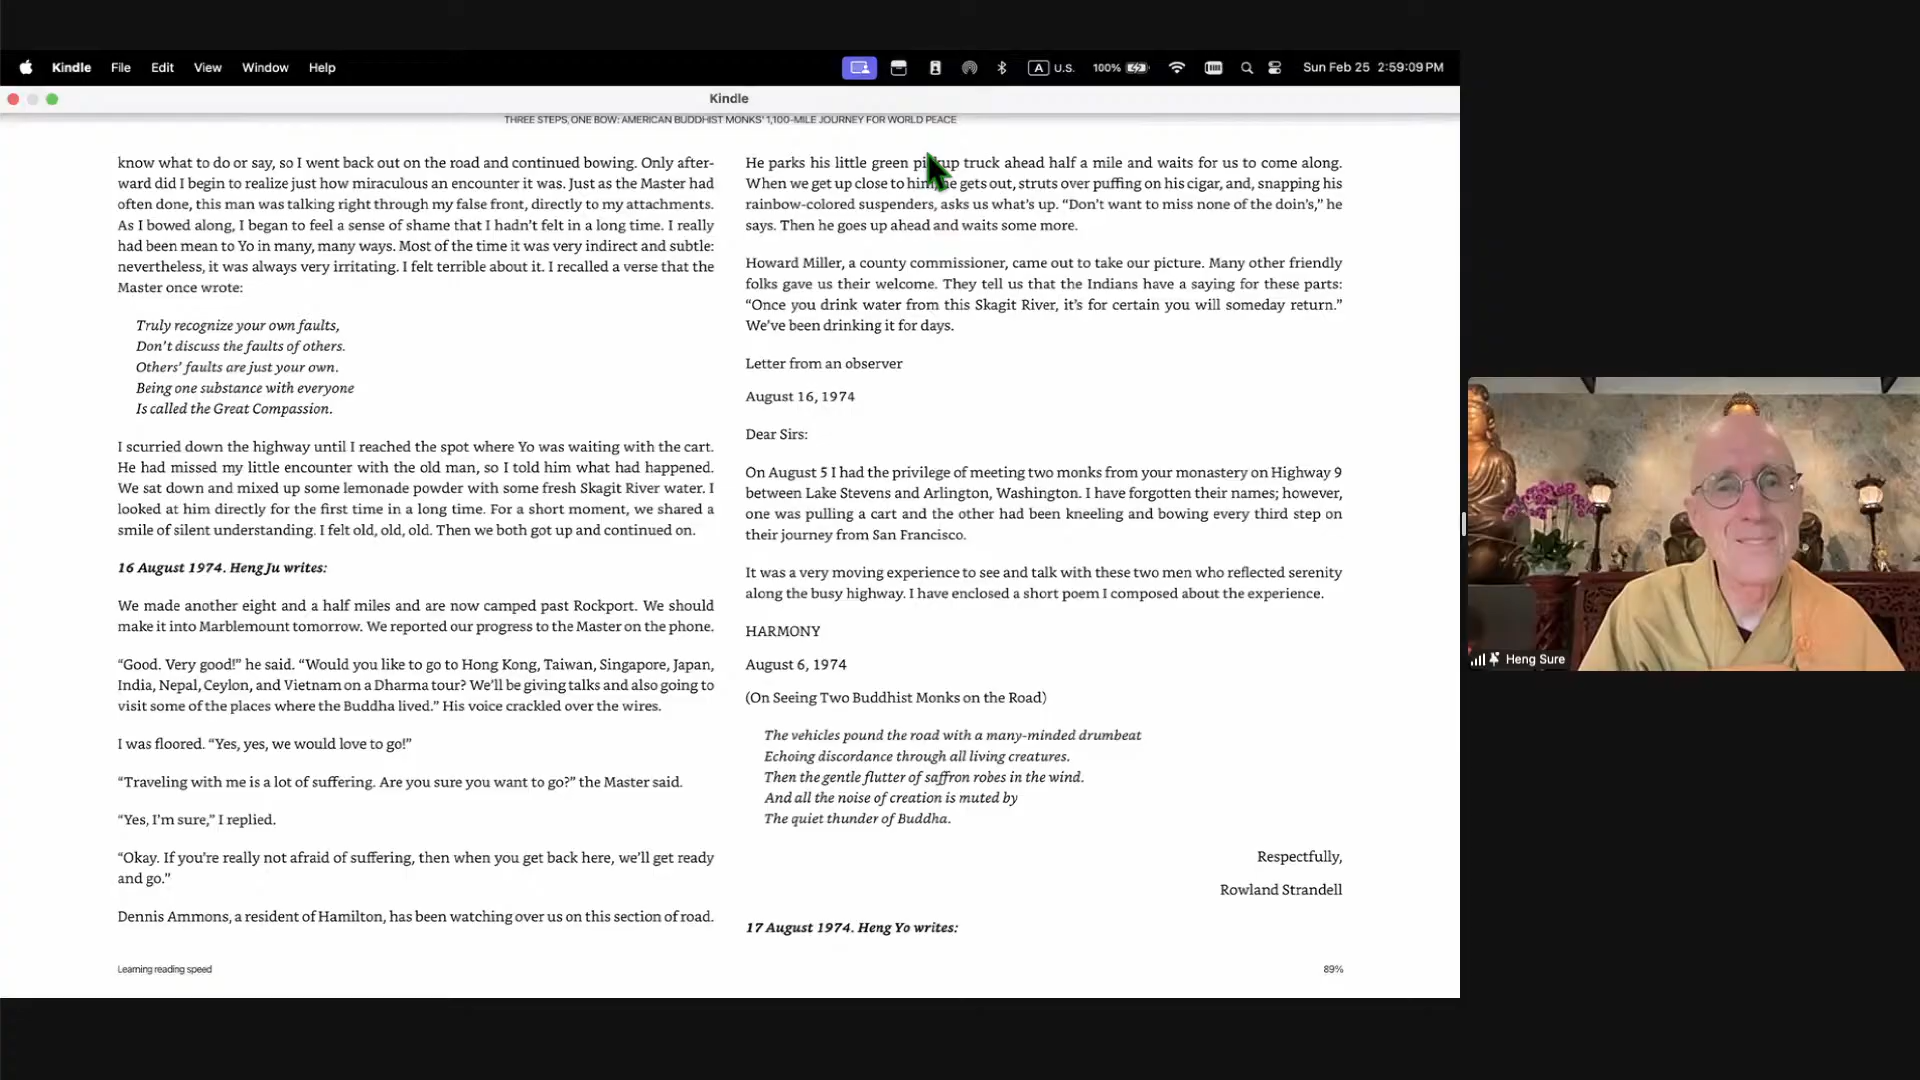 Kindle File Edit View Window Help A U.S. 100% Sun Feb 25 2:59:09 PM
Kindle
THREE STEPS, ONE BOW: AMERICAN BUDDHIST MONKS' 1,100-MILE JOURNEY FOR WORLD PEACE
know what to do or say, so I went back out on the road and continued bowing. Only after-
ward did I begin to realize just how miraculous an encounter it was. Just as the Master had
often done, this man was talking right through my false front, directly to my attachments.
As I bowed along, I began to feel a sense of shame that I hadn't felt in a long time. I really
had been mean to Yo in many, many ways. Most of the time it was very indirect and subtle:
nevertheless, it was always very irritating. I felt terrible about it. I recalled a verse that the
Master once wrote:
Truly recognize your own faults,
Don't discuss the faults of others.
Others' faults are just your own.
Being one substance with everyone
Is called the Great Compassion.
I scurried down the highway until I reached the spot where Yo was waiting with the cart.
He had missed my little encounter with the old man, so I told him what had happened.
We sat down and mixed up some lemonade powder with some fresh Skagit River water. I
looked at him directly for the first time in a long time. For a short moment, we shared a
smile of silent understanding. I felt old, old, old. Then we both got up and continued on.
16 August 1974. Heng Ju writes:
We made another eight and a half miles and are now camped past Rockport. We should
make it into Marblemount tomorrow. We reported our progress to the Master on the phone.
“Good. Very good!” he said. “Would you like to go to Hong Kong, Taiwan, Singapore, Japan,
India, Nepal, Ceylon, and Vietnam on a Dharma tour? We'll be giving talks and also going to
visit some of the places where the Buddha lived.” His voice crackled over the wires.
I was floored. “Yes, yes, we would love to go!”
“Traveling with me is a lot of suffering. Are you sure you want to go?” the Master said.
“Yes, I'm sure,” I replied.
“Okay. If you're really not afraid of suffering, then when you get back here, we'll get ready
and go.”
Dennis Ammons, a resident of Hamilton, has been watching over us on this section of road.
He parks his little green pickup truck ahead half a mile and waits for us to come along.
When we get up close to him, he gets out, struts over puffing on his cigar, and, snapping his
rainbow-colored suspenders, asks us what's up. “Don't want to miss none of the doin's,” he
says. Then he goes up ahead and waits some more.
Howard Miller, a county commissioner, came out to take our picture. Many other friendly
folks gave us their welcome. They tell us that the Indians have a saying for these parts:
“Once you drink water from this Skagit River, it's for certain you will someday return.”
We've been drinking it for days.
Letter from an observer
August 16, 1974
Dear Sirs:
On August 5 I had the privilege of meeting two monks from your monastery on Highway 9
between Lake Stevens and Arlington, Washington. I have forgotten their names; however,
one was pulling a cart and the other had been kneeling and bowing every third step on
their journey from San Francisco.
It was a very moving experience to see and talk with these two men who reflected serenity
along the busy highway. I have enclosed a short poem I composed about the experience.
HARMONY
August 6, 1974
(On Seeing Two Buddhist Monks on the Road)
The vehicles pound the road with a many-minded drumbeat
Echoing discordance through all living creatures.
Then the gentle flutter of saffron robes in the wind.
And all the noise of creation is muted by
The quiet thunder of Buddha.
Respectfully,
Rowland Strandell
17 August 1974. Heng Yo writes:
Learning reading speed
89%
Heng Sure